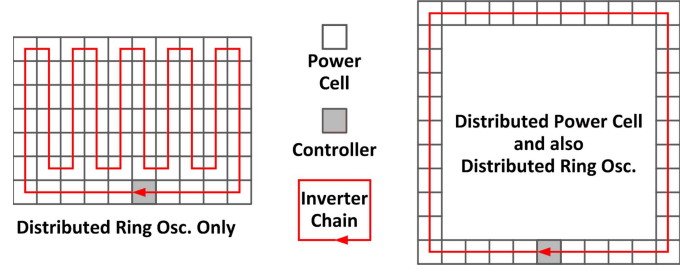 Distributed Ring Osc. Only
Power
Cell
Controller
Inverter
Chain
Distributed Power Cell
and also
Distributed Ring Osc.